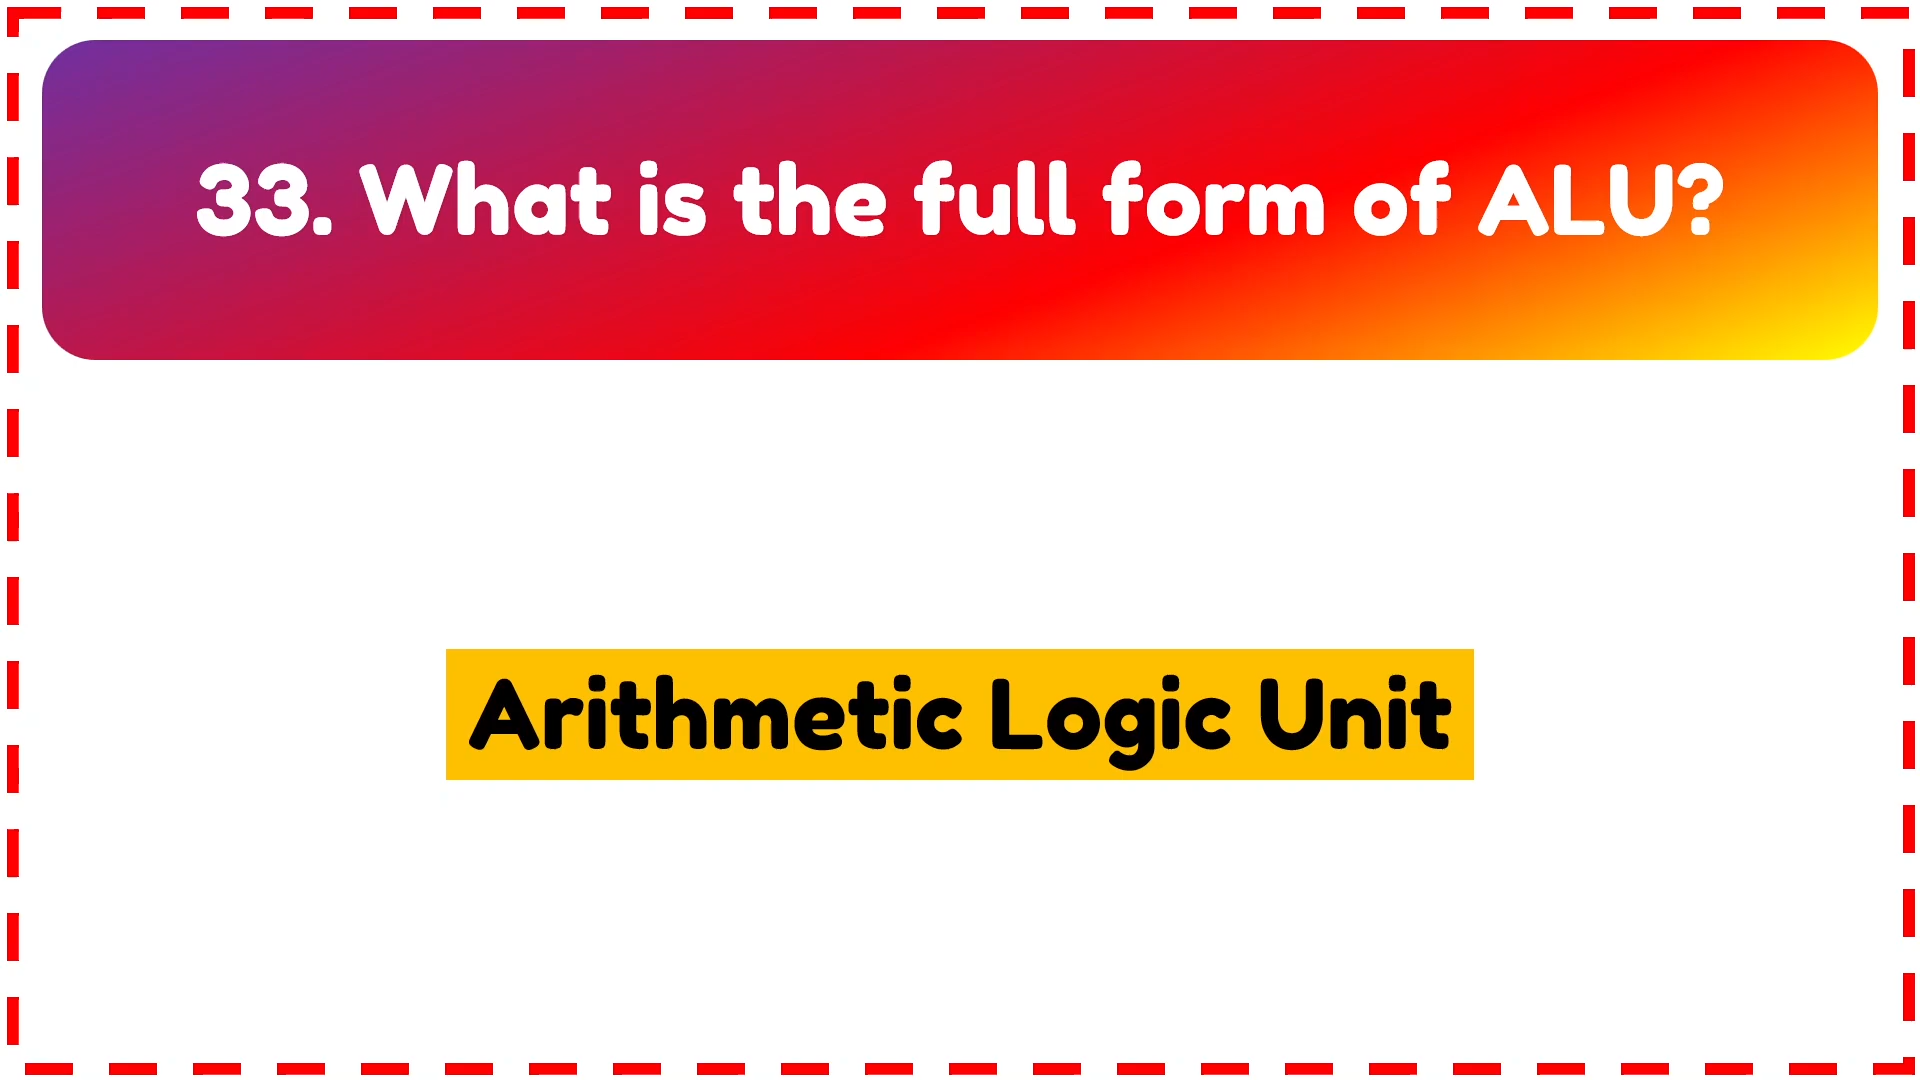 33. What is the full form of ALU?
Arithmetic Logic Unit